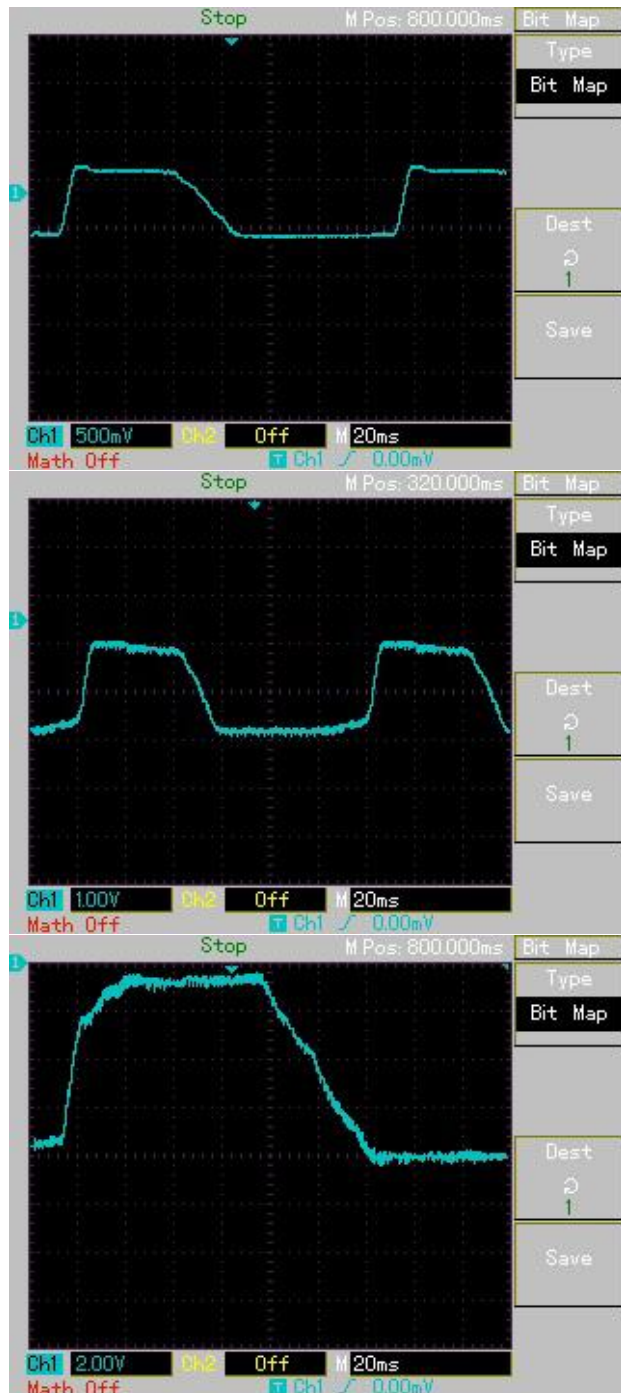 Stop M Pos: 800.000ms Bit Map
Type
Bit Map
1
Dest
1
Save
Ch1 500mV Ch2 Off M 20ms
Math Off T Ch1 0.00mV
Stop M Pos: 320.000ms Bit Map
Type
Bit Map
1
Dest
1
Save
Ch1 1.00V Ch2 Off M 20ms
Math Off T Ch1 0.00mV
Stop M Pos: 800.000ms Bit Map
1
Type
Bit Map
Dest
1
Save
Ch1 2.00V Ch2 Off M 20ms
Math Off T Ch1 0.00mV